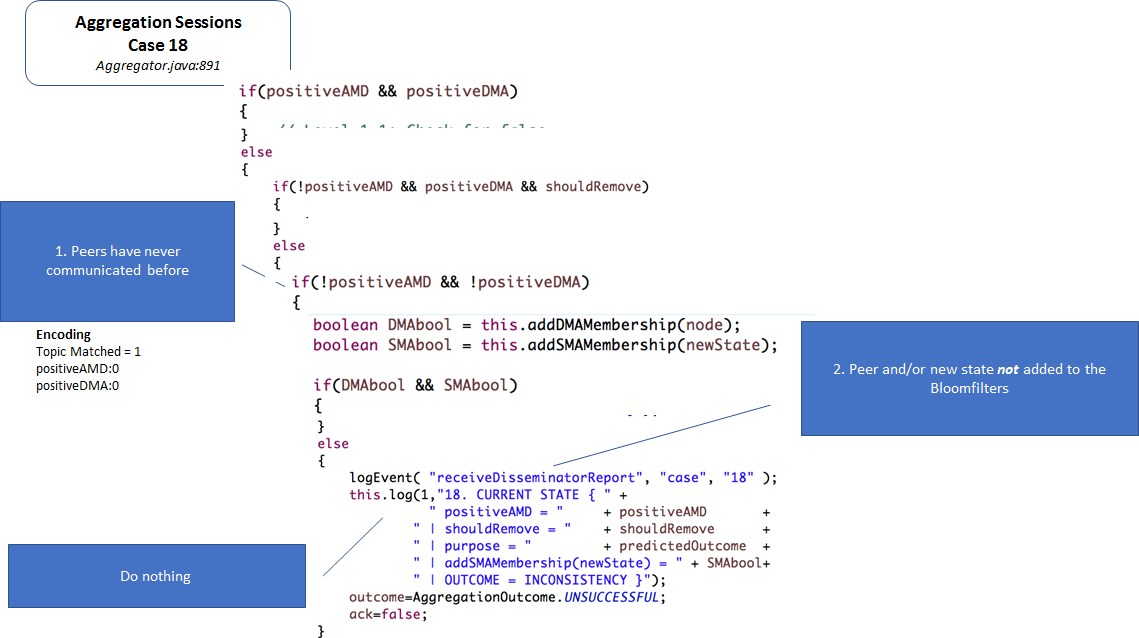 Aggregation Sessions
Case 18
Aggregator.java:891
if(positiveAMD && positiveDMA)
{
}
else
{
if(!positiveAMD && positiveDMA && shouldRemove)
{
}
else
{
1. Peers have never
communicated before
if(!positiveAMD && !positiveDMA)
{
boolean DMAbool = this.addDMAMembership(node);
boolean SMAbool = this.addSMAMembership(newState);
Encoding
Topic Matched = 1
positiveAMD:0
positiveDMA:0
2. Peer and/or new state not added to the
Bloomfilters
if(DMAbool && SMAbool)
{
}
else
{
logEvent( "receiveDisseminatorReport", "case", "18" );
this.log(1,"18. CURRENT STATE { " +
" positiveAMD = " + positiveAMD +
" | shouldRemove = " + shouldRemove +
" | purpose = " + predictedOutcome +
" | addSMAMembership(newState) = " + SMAbool+
" | OUTCOME = INCONSISTENCY }");
outcome=AggregationOutcome.UNSUCCESSFUL;
ack=false;
}
Do nothing